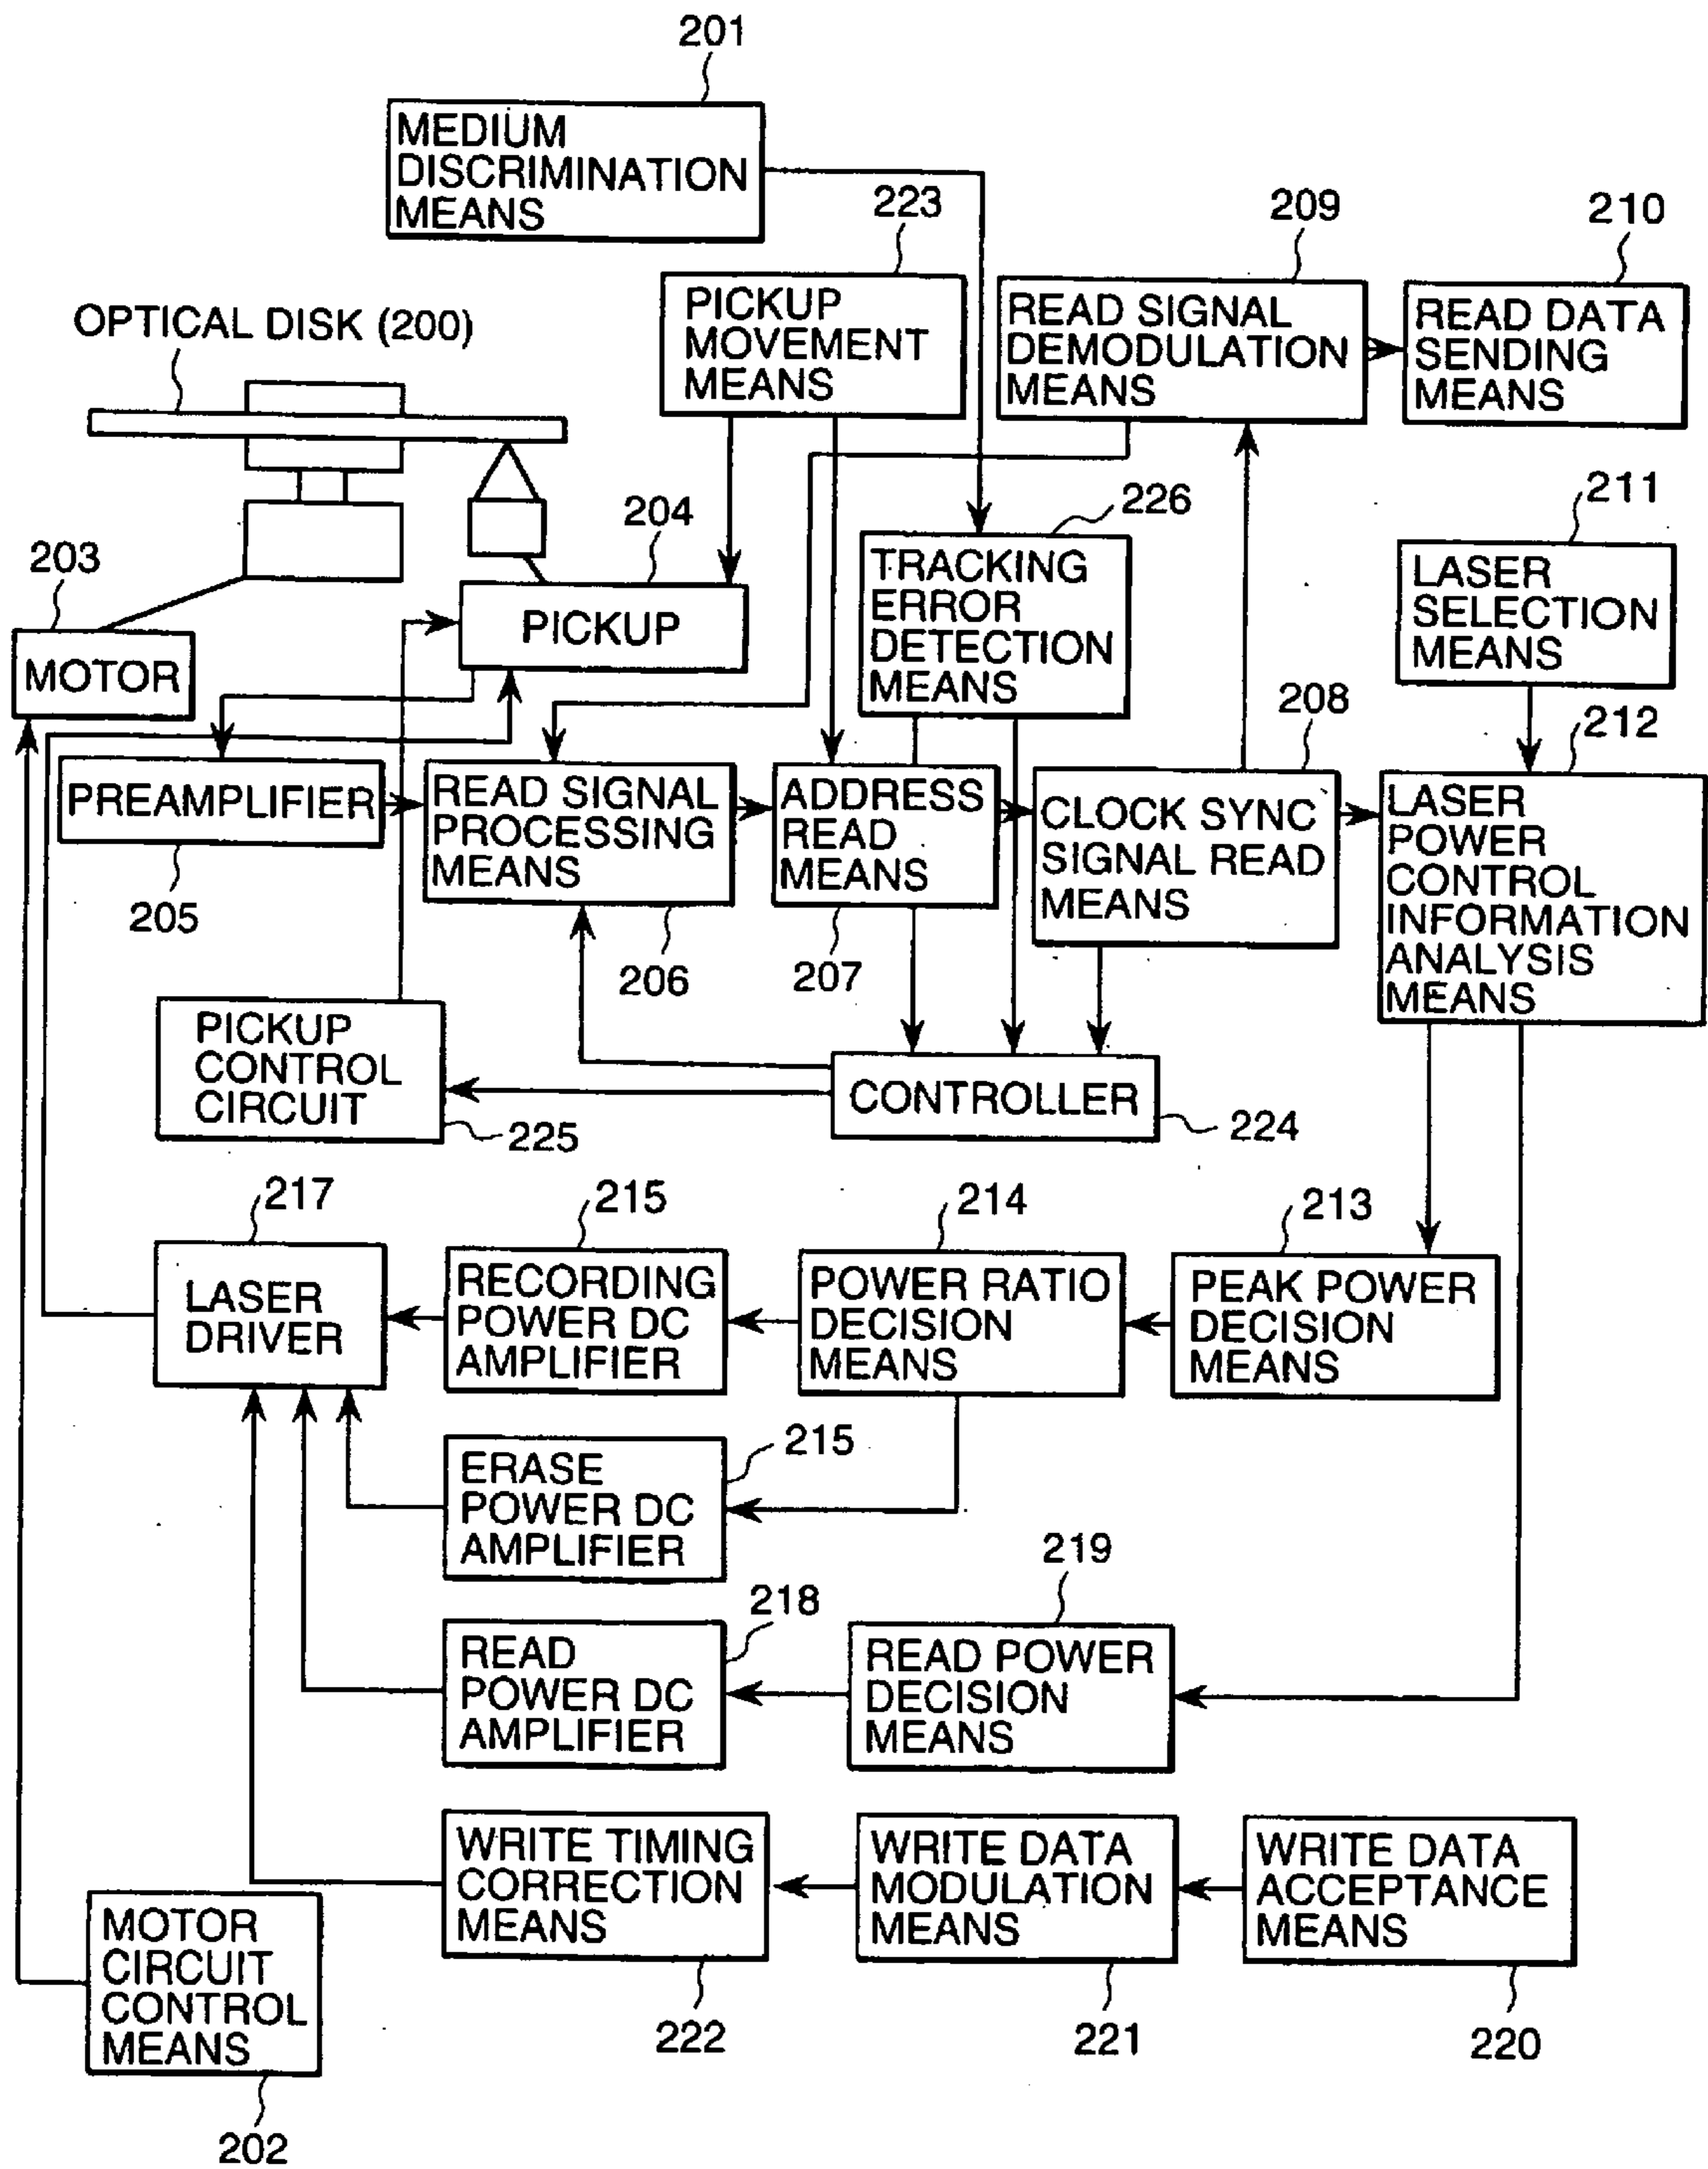 201
MEDIUM
DISCRIMINATION
MEANS
223
209
210
PICKUP
MOVEMENT
MEANS
READ SIGNAL
DEMODULATION
MEANS
READ DATA
SENDING
MEANS
OPTICAL DISK (200)
211
226
204
203
TRACKING
ERROR
DETECTION
MEANS
LASER
SELECTION
MEANS
PICKUP
MOTOR
208
212
PREAMPLIFIER
READ SIGNAL
PROCESSING
MEANS
ADDRESS
READ
MEANS
CLOCK SYNC
SIGNAL READ
MEANS
LASER
POWER
CONTROL
INFORMATION
ANALYSIS
MEANS
205
206
207
PICKUP
CONTROL
CIRCUIT
CONTROLLER
225
224
217
215
214
213
LASER
DRIVER
RECORDING
POWER DC
AMPLIFIER
POWER RATIO
DECISION
MEANS
PEAK POWER
DECISION
MEANS
215
ERASE
POWER DC
AMPLIFIER
219
218
READ
POWER DC
AMPLIFIER
READ POWER
DECISION
MEANS
WRITE TIMING
CORRECTION
MEANS
WRITE DATA
MODULATION
MEANS
WRITE DATA
ACCEPTANCE
MEANS
MOTOR
CIRCUIT
CONTROL
MEANS
222
221
220
202